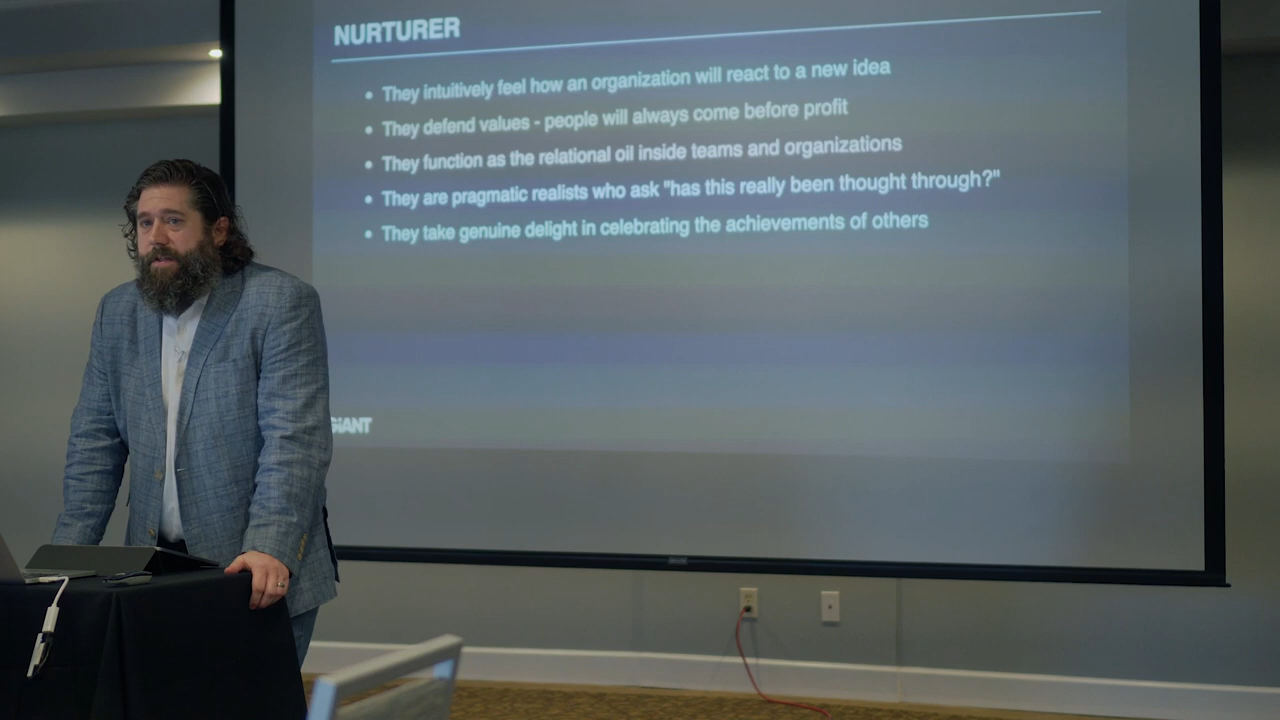 NURTURER
• They intuitively feel how an organization will react to a new idea
• They defend values - people will always come before profit
• They function as the relational oil inside teams and organizations
• They are pragmatic realists who ask "has this really been thought through?"
• They take genuine delight in celebrating the achievements of others
GiANT